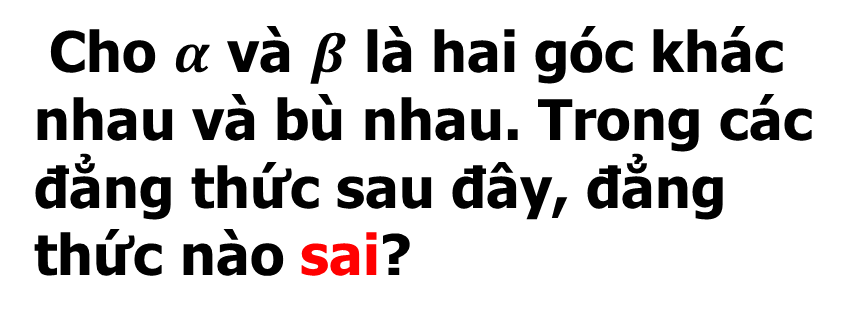 Cho 𝜶 và 𝜷 là hai góc khác
nhau và bù nhau. Trong các
đẳng thức sau đây, đẳng
thức nào sai?